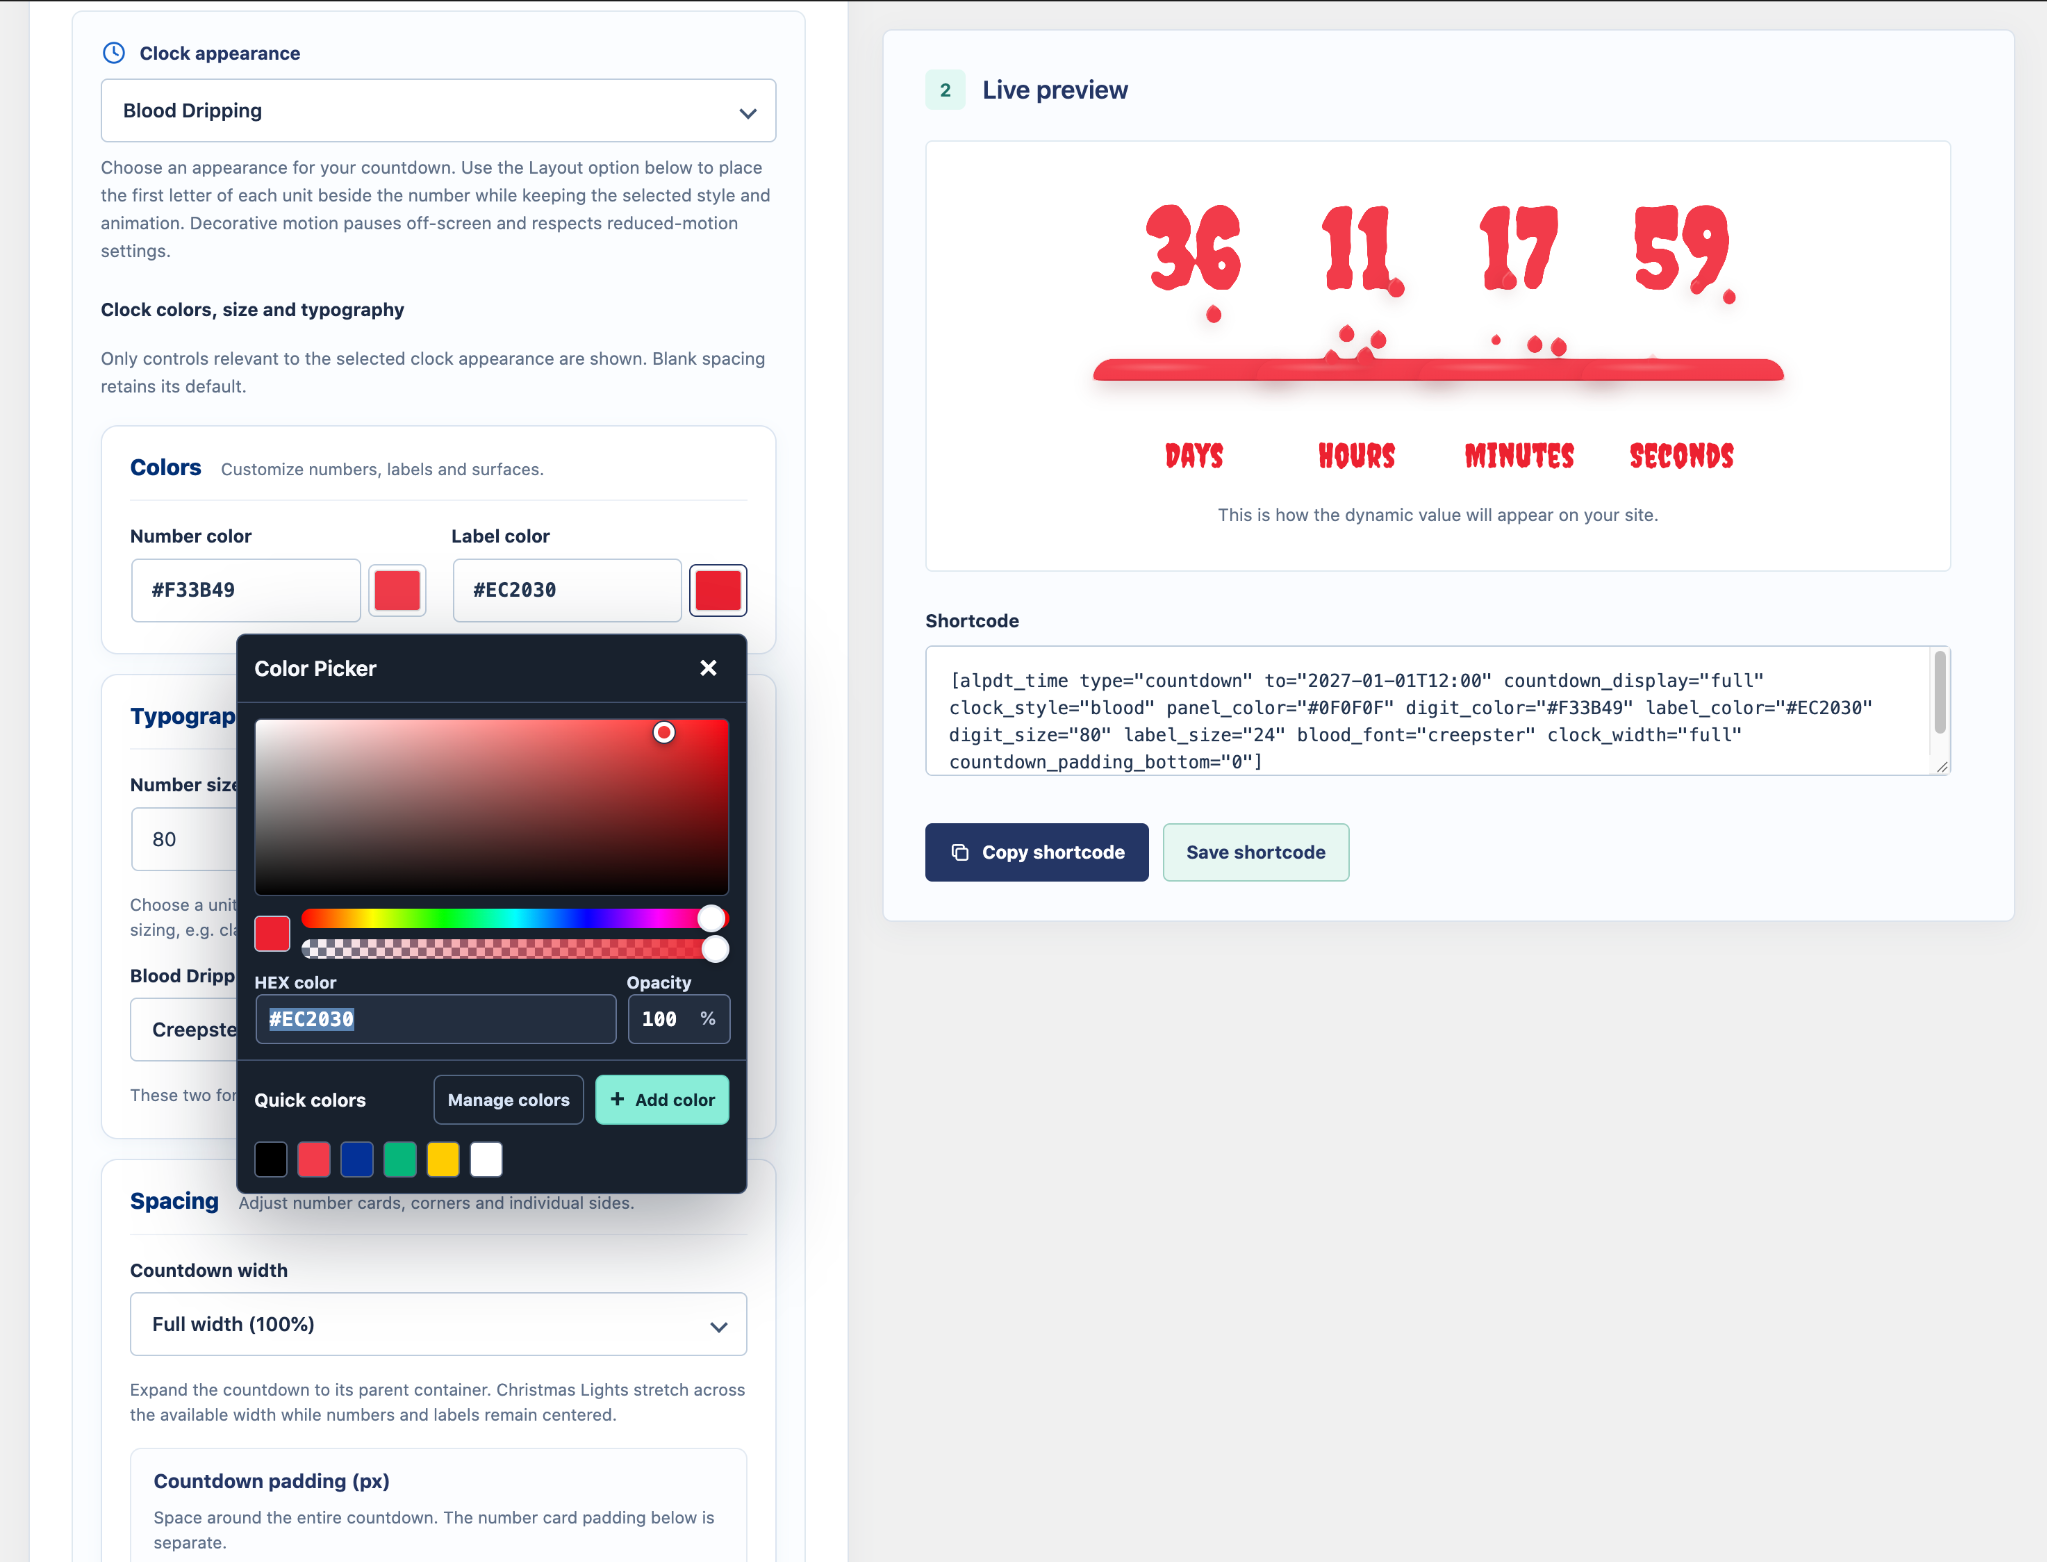 Clock appearance
Blood Dripping
Choose an appearance for your countdown. Use the Layout option below to place
the first letter of each unit beside the number while keeping the selected style and
animation. Decorative motion pauses off-screen and respects reduced-motion
settings.
Clock colors, size and typography
Only controls relevant to the selected clock appearance are shown. Blank spacing
retains its default.
Colors Customize numbers, labels and surfaces.
Number color Label color
#F33B49 #EC2030
Color Picker
Number size
80
Choose a unit
sizing, e.g.
HEX color Opacity
#EC2030 100 %
Blood
These two
Quick colors Manage colors + Add color
Spacing Adjust number cards, corners and individual sides.
Countdown width
Full width (100%)
Expand the countdown to its parent container. Christmas Lights stretch across
the available width while numbers and labels remain centered.
Countdown padding (px)
Space around the entire countdown. The number card padding below is
separate.
2 Live preview
36 11 17 59
DAYS HOURS MINUTES SECONDS
This is how the dynamic value will appear on your site.
Shortcode
[alpdt_time type="countdown" to="2027-01-01T12:00" countdown_display="full"
clock_style="blood" panel_color="#0F0F0F" digit_color="#F33B49" label_color="#EC2030"
digit_size="80" label_size="24" blood_font="creepster" clock_width="full"
countdown_padding_bottom="0"]
Copy shortcode Save shortcode